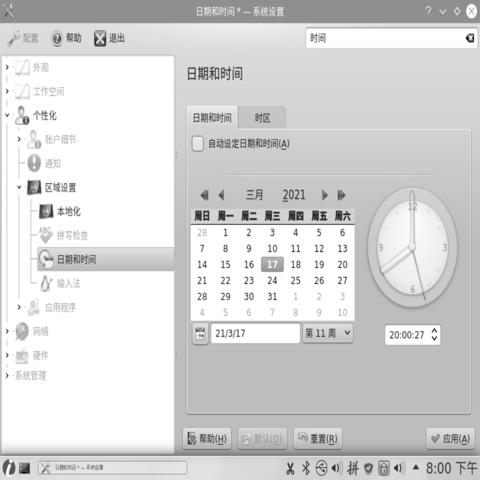 日期和时间 * — 系统设置
配置 帮助 退出 时间
外观
工作空间
个性化
账户细节
通知
区域设置
本地化
拼写检查
日期和时间
输入法
应用程序
网络
硬件
系统管理
日期和时间
日期和时间 时区
自动设定日期和时间(A)
三月 2021
周日 周一 周二 周三 周四 周五 周六
28 1 2 3 4 5 6
7 8 9 10 11 12 13
14 15 16 17 18 19 20
21 22 23 24 25 26 27
28 29 30 31 1 2 3
4 5 6 7 8 9 10
21/3/17 第 11 周
12
9 3
6
20:00:27
帮助(H) 默认(D) 重置(R) 应用(A)
日期和时间 * — 系统设置
拼 8:00 下午